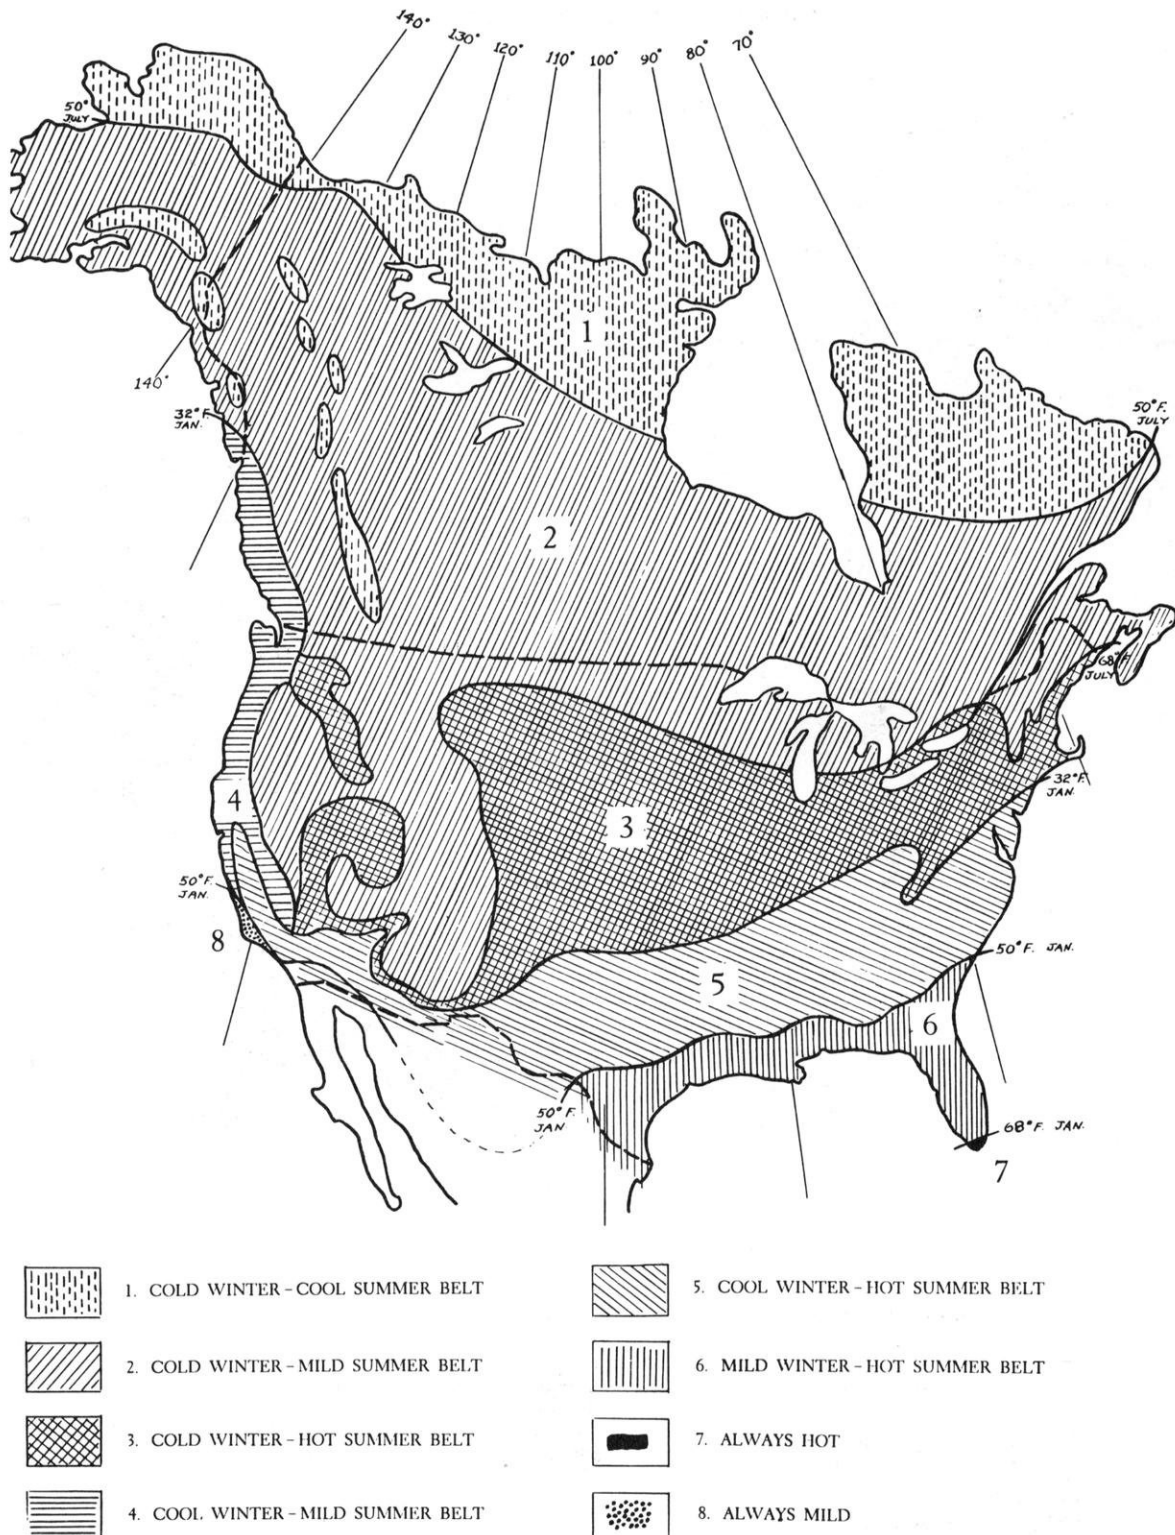 140°
130°
120°
110°
100°
90°
80°
70°
50°
JULY
1
140°
32° F.
JAN.
50° F.
JULY
2
68° F.
JULY
4
3
32° F.
JAN.
50° F.
JAN.
8
5
50° F. JAN.
6
50° F.
JAN.
68° F. JAN.
7
1. COLD WINTER – COOL SUMMER BELT
2. COLD WINTER – MILD SUMMER BELT
3. COLD WINTER – HOT SUMMER BELT
4. COOL WINTER – MILD SUMMER BELT
5. COOL WINTER – HOT SUMMER BELT
6. MILD WINTER – HOT SUMMER BELT
7. ALWAYS HOT
8. ALWAYS MILD